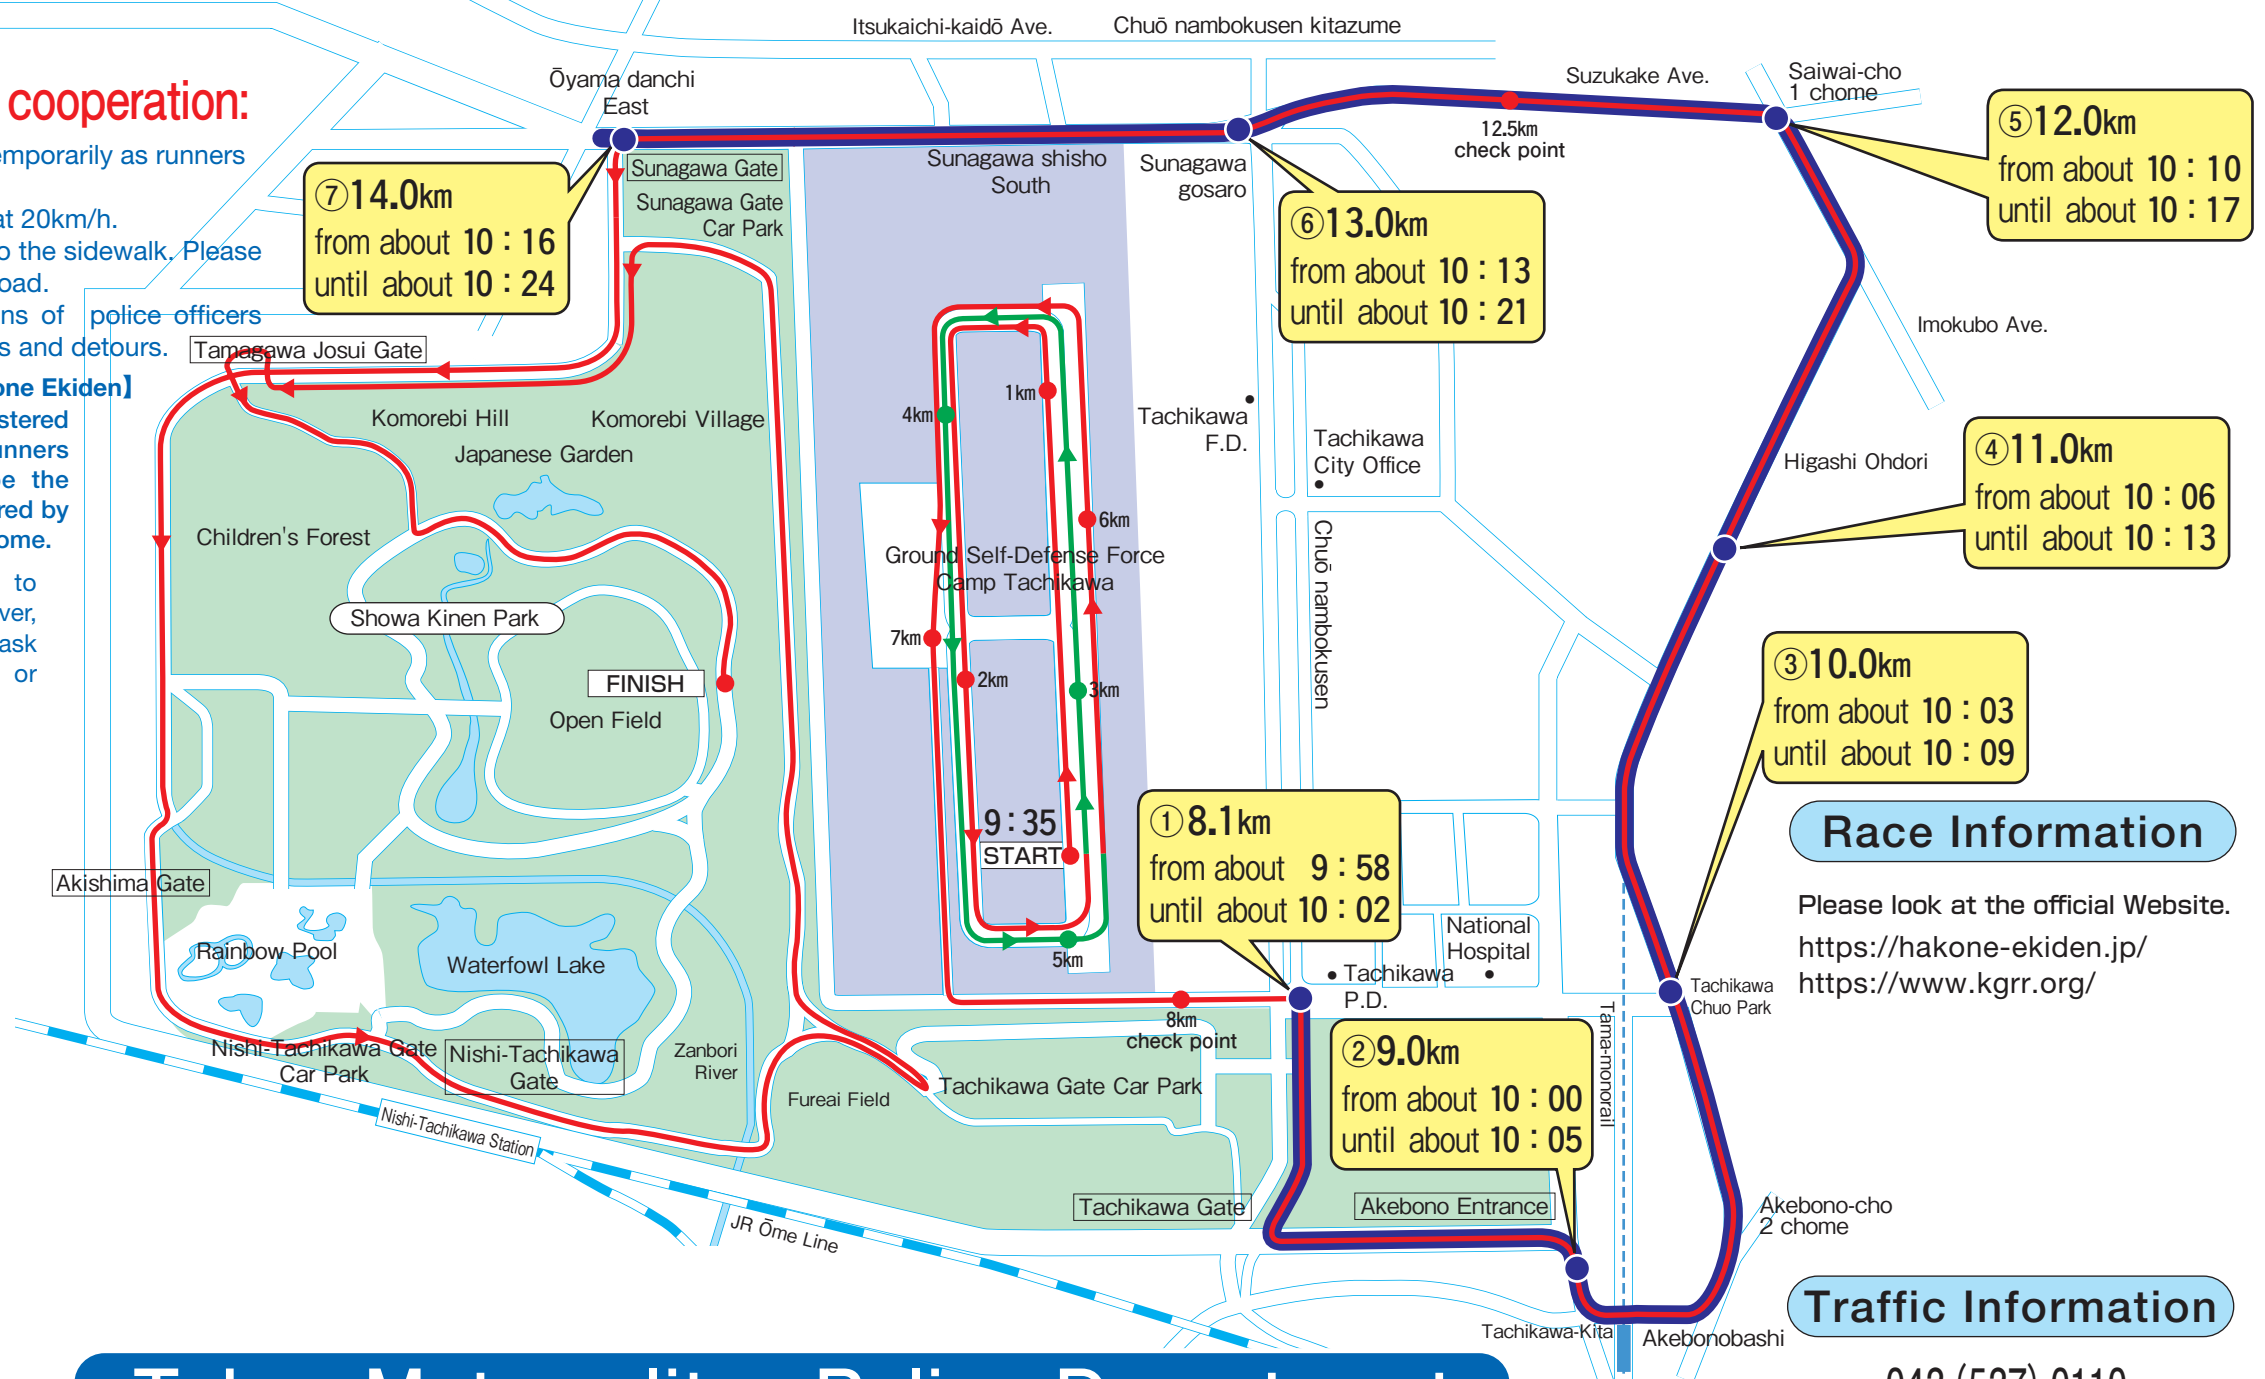 Itsukaichi-kaidō Ave.
Chuō nambokusen kitazume
cooperation:
emporarily as runners
at 20km/h.
o the sidewalk. Please
oad.
ns of police officers
s and detours.
one Ekiden】
stered
unners
e the
red by
ome.
to
ver,
ask
or
Ōyama danchi
East
Suzukake Ave.
Saiwai-cho
1 chome
12.5km
check point
⑤12.0km
from about 10：10
until about 10：17
Sunagawa shisho
South
Sunagawa
gosaro
Sunagawa Gate
Sunagawa Gate
Car Park
⑦14.0km
from about 10：16
until about 10：24
⑥13.0km
from about 10：13
until about 10：21
Imokubo Ave.
Tamagawa Josui Gate
Komorebi Hill
Komorebi Village
Japanese Garden
Children's Forest
Showa Kinen Park
FINISH
Open Field
1km
4km
6km
Ground Self-Defense Force
Camp Tachikawa
7km
2km
3km
9：35
START
5km
Tachikawa
F.D.
Tachikawa
City Office
Chuō nambokusen
Higashi Ohdori
④11.0km
from about 10：06
until about 10：13
③10.0km
from about 10：03
until about 10：09
①8.1km
from about 9：58
until about 10：02
Race Information
Please look at the official Website.
https://hakone-ekiden.jp/
https://www.kgrr.org/
National
Hospital
Tachikawa
P.D.
Tachikawa
Chuo Park
Tama-monorail
Akishima Gate
Rainbow Pool
Waterfowl Lake
Nishi-Tachikawa Gate
Car Park
Nishi-Tachikawa
Gate
Zanbori
River
Fureai Field
8km
check point
Tachikawa Gate Car Park
②9.0km
from about 10：00
until about 10：05
Nishi-Tachikawa Station
JR Ōme Line
Tachikawa Gate
Akebono Entrance
Akebono-cho
2 chome
Tachikawa-Kita
Akebonobashi
Traffic Information
042 (527) 0110
Tokyo Metropolitan Police Department